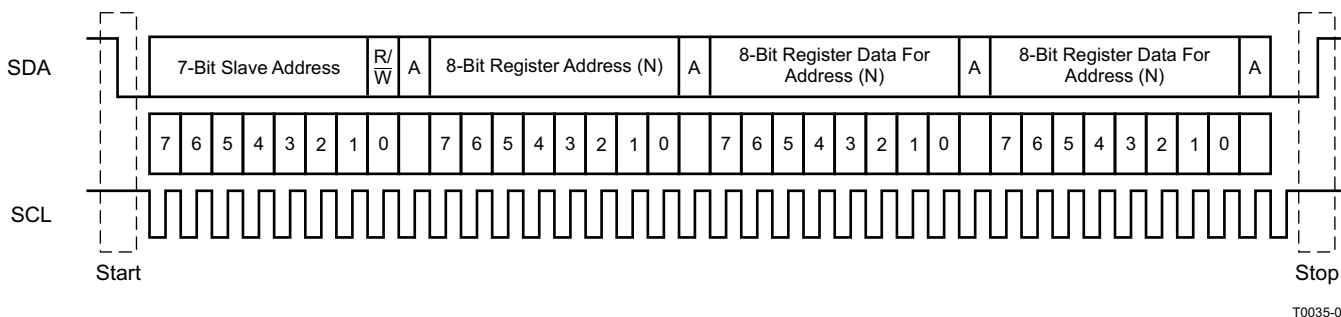 SDA
7-Bit Slave Address
R/
W
A
8-Bit Register Address (N)
A
8-Bit Register Data For
Address (N)
A
8-Bit Register Data For
Address (N)
A
7 6 5 4 3 2 1 0 7 6 5 4 3 2 1 0 7 6 5 4 3 2 1 0 7 6 5 4 3 2 1 0
SCL
Start
Stop